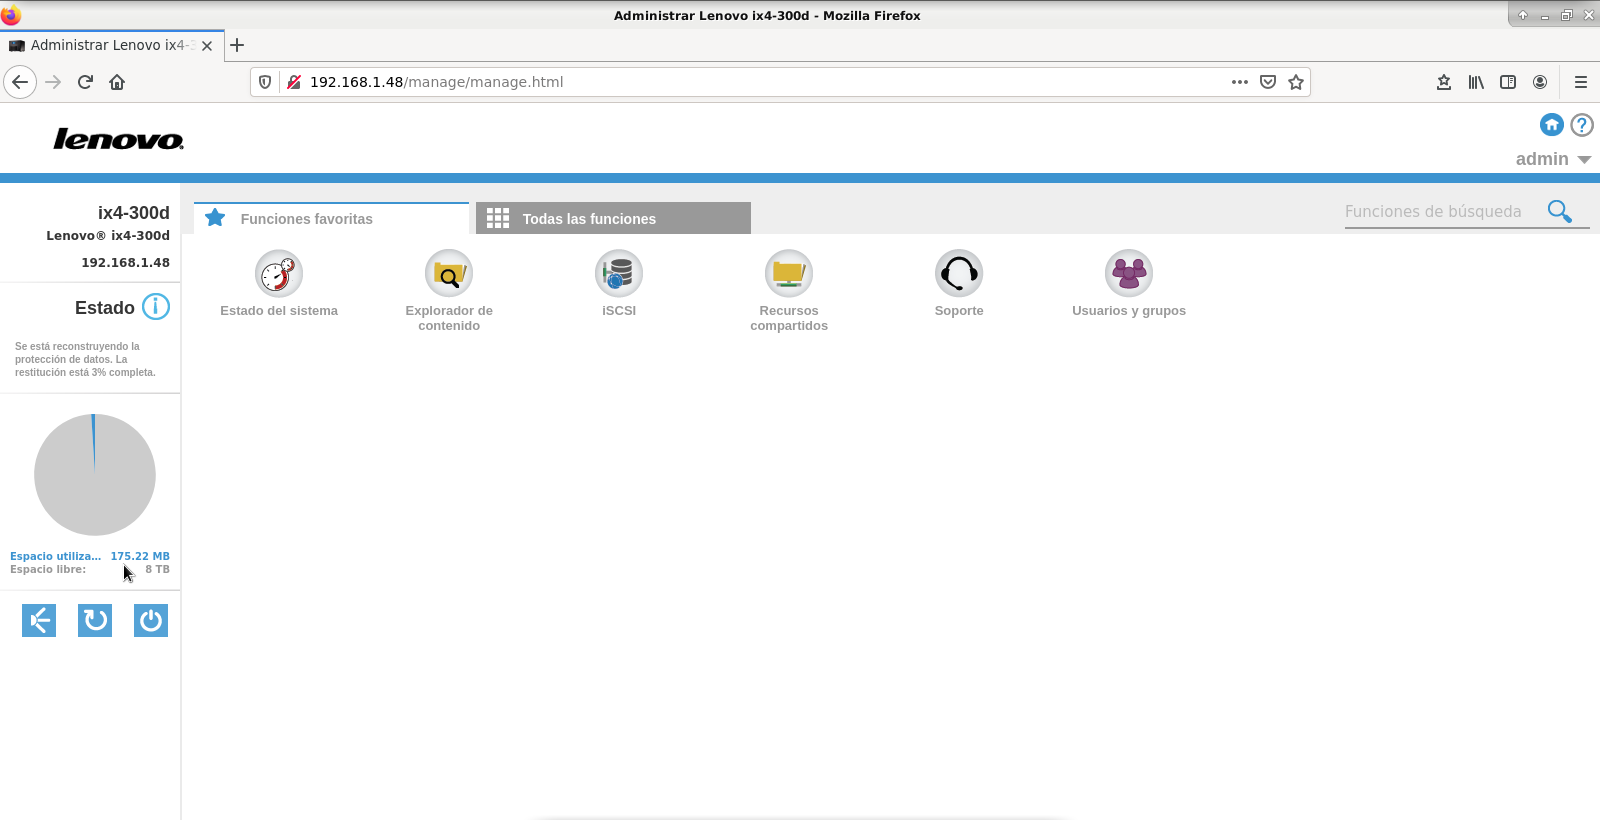 Administrar Lenovo ix4-300d - Mozilla Firefox
Administrar Lenovo ix4-3
192.168.1.48/manage/manage.html
lenovo
admin
ix4-300d
Lenovo® ix4-300d
192.168.1.48
Estado
Se está reconstruyendo la
protección de datos. La
restitución está 3% completa.
Espacio utiliza... 175.22 MB
Espacio libre: 8 TB
Funciones favoritas
Todas las funciones
Funciones de búsqueda
Estado del sistema
Explorador de
contenido
iSCSI
Recursos
compartidos
Soporte
Usuarios y grupos